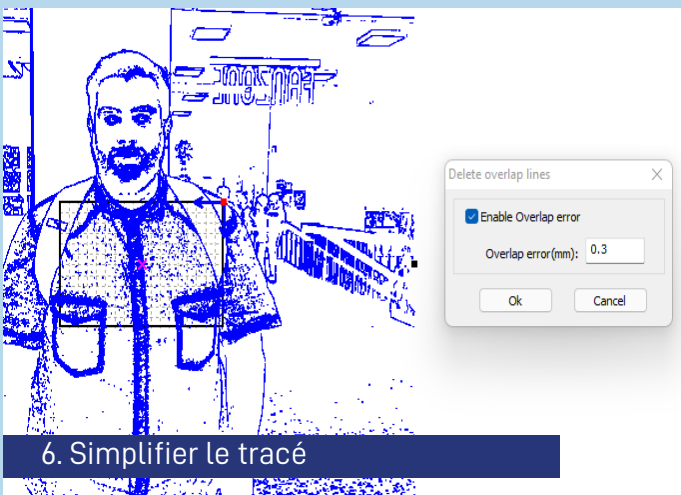 Delete overlap lines
Enable Overlap error
Overlap error(mm): 0.3
Ok Cancel
6. Simplifier le tracé